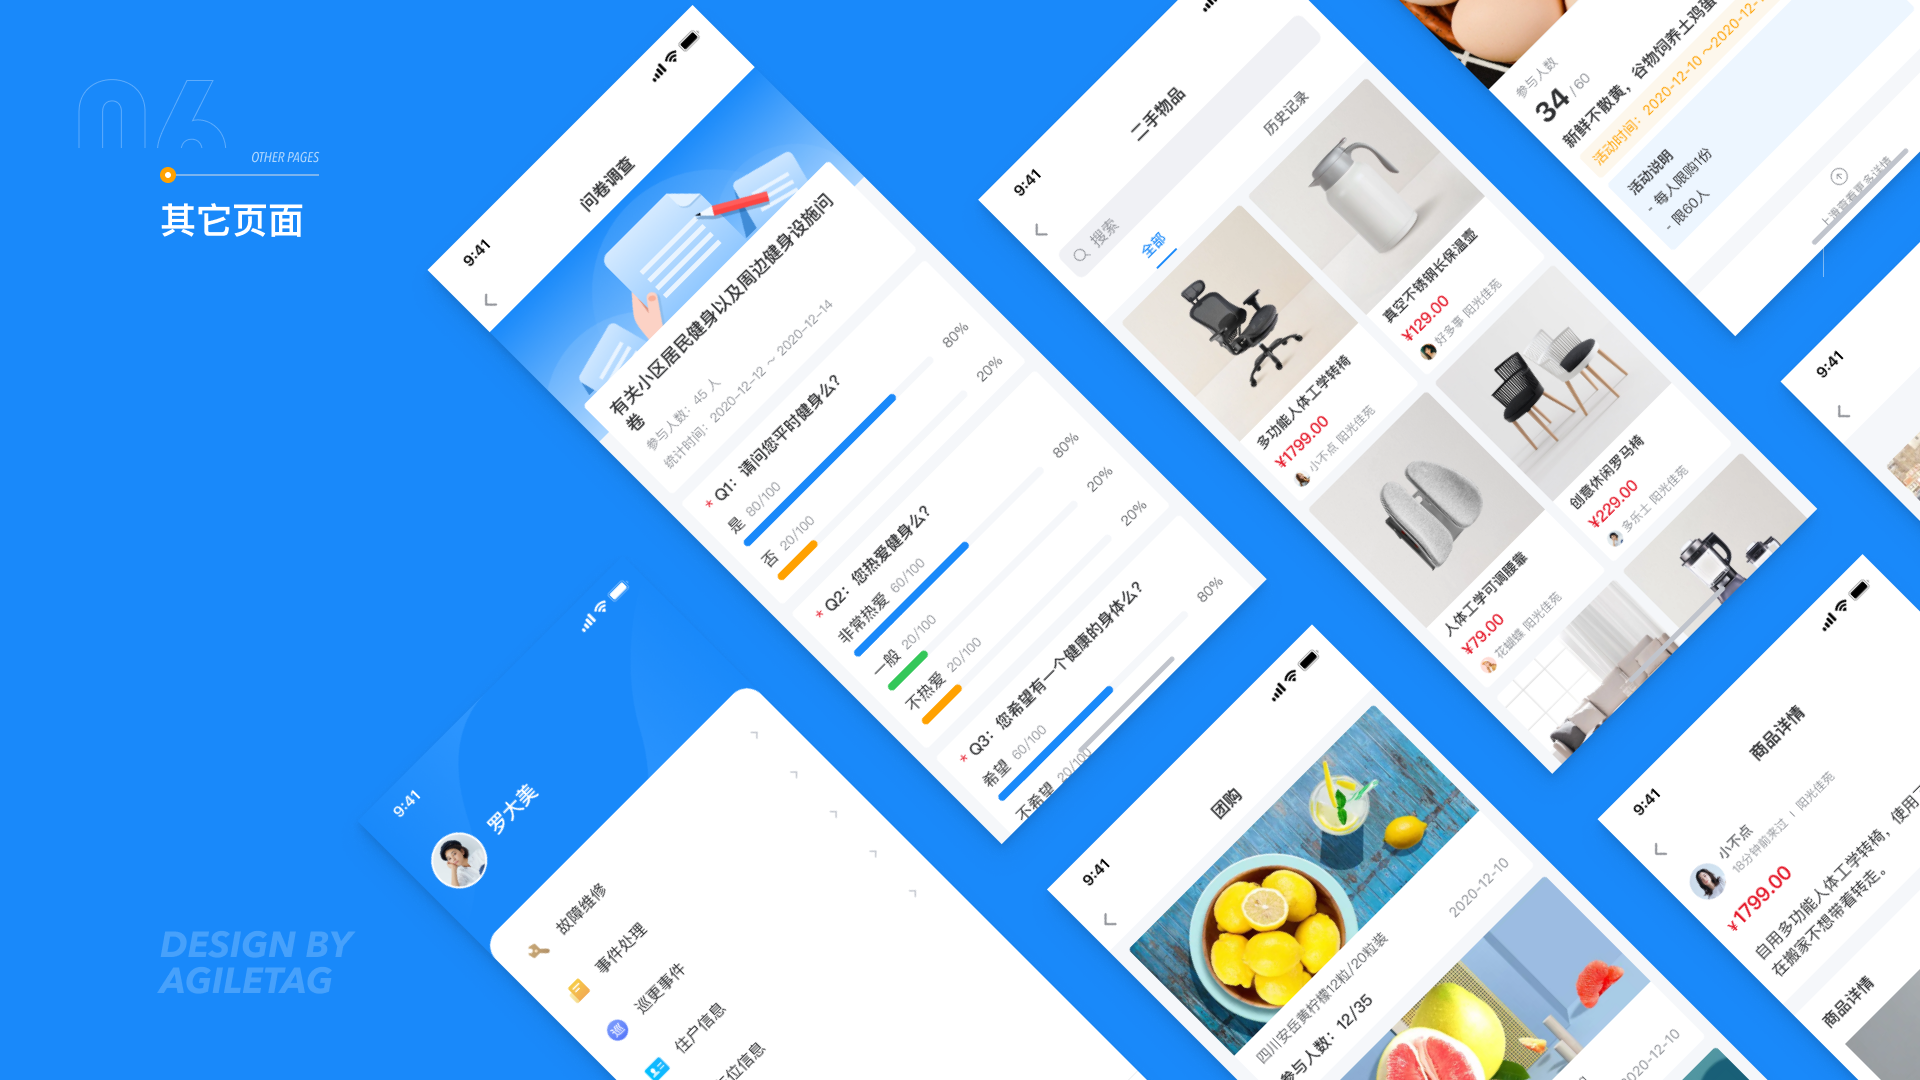 06
OTHER PAGES
其它页面
DESIGN BY
AGILETAG
9:41
问卷调查
有关小区居民健身以及周边健身设施问
卷
参与人数：45 人
统计时间：2020-12-12 ～ 2020-12-14
* Q1：请问您平时健身么？
是 80/100
80%
否 20/100
20%
* Q2：您热爱健身么？
非常热爱 60/100
80%
一般 20/100
20%
不热爱 20/100
20%
* Q3：您希望有一个健康的身体么？
希望 60/100
80%
不希望 20/100
9:41
罗大美
故障维修
事件处理
巡
巡更事件
住户信息
位信息
9:41
二手物品
搜索
全部
历史记录
多功能人体工学转椅
¥1799.00
小不点 阳光佳苑
真空不锈钢长保温壶
¥129.00
好多事 阳光佳苑
人体工学可调腰靠
¥79.00
花蝴蝶 阳光佳苑
创意休闲罗马椅
¥229.00
多乐士 阳光佳苑
9:41
团购
四川安岳黄柠檬12粒/20粒装
参与人数：12/35
2020-12-10
2020-12-10
参与人数
34 / 60
新鲜不散黄，谷物饲养土鸡蛋
活动时间：2020-12-10 ～2020-12-1
活动说明
- 每人限购1份
- 限60人
上滑查看更多详情
9:41
9:41
商品详情
小不点
18分钟前来过 | 阳光佳苑
¥1799.00
自用多功能人体工学转椅，使用
在搬家不想带着转走。
商品详情